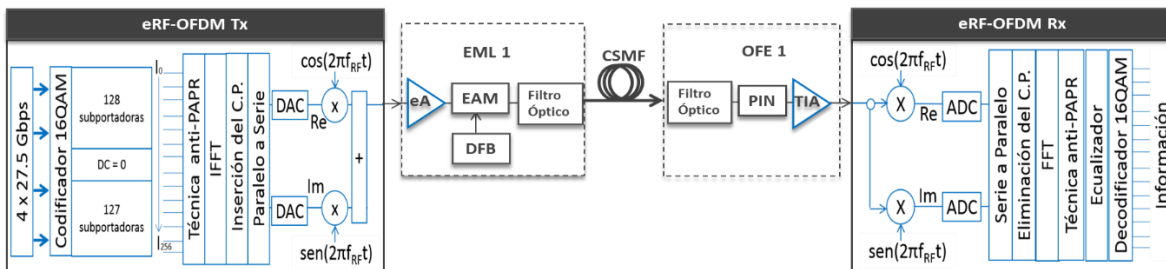 eRF-OFDM Tx
4 x 27.5 Gbps
Codificador 16QAM
128
subportadoras
DC = 0
127
subportadoras
I0
I256
Técnica anti-PAPR
IFFT
Inserción del C.P.
Paralelo a Serie
DAC
Re
cos(2πfRFt)
x
+
DAC
Im
x
sen(2πfRFt)
EML 1
eA
EAM
DFB
Filtro
Óptico
CSMF
OFE 1
Filtro
Óptico
PIN
TIA
eRF-OFDM Rx
cos(2πfRFt)
X
Re
ADC
X
Im
ADC
sen(2πfRFt)
Serie a Paralelo
Eliminación del C.P.
FFT
Técnica anti-PAPR
Ecualizador
Decodificador 16QAM
Información